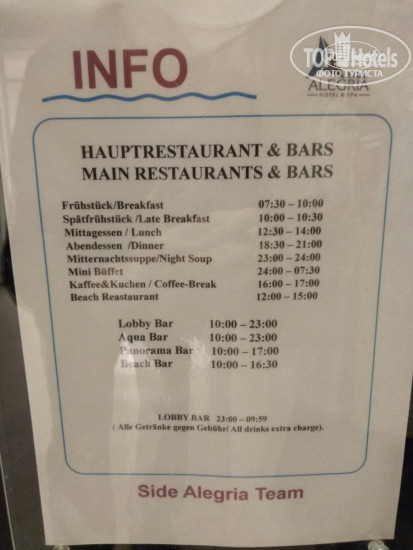 INFO
TOP Hotels
ФОТО ТУРИСТА
ALEGRIA
HOTEL & SPA
HAUPTRESTAURANT & BARS
MAIN RESTAURANTS & BARS
Frühstück/Breakfast 07:30 – 10:00
Spätfrühstück /Late Breakfast 10:00 – 10:30
Mittagessen / Lunch 12:30 – 14:00
Abendessen /Dinner 18:30 – 21:00
Mitternachtssuppe/Night Soup 23:00 – 24:00
Mini Büffet 24:00 – 07:30
Kaffee&Kuchen / Coffee-Break 16:00 – 17:00
Beach Reastaurant 12:00 – 15:00
Lobby Bar 10:00 – 23:00
Aqua Bar 10:00 – 23:00
Panorama Bar 10:00 – 17:00
Beach Bar 10:00 – 16:30
LOBBY BAR 23:00 – 09:59
( Alle Getränke gegen Gebühr/ All drinks extra charge).
Side Alegria Team